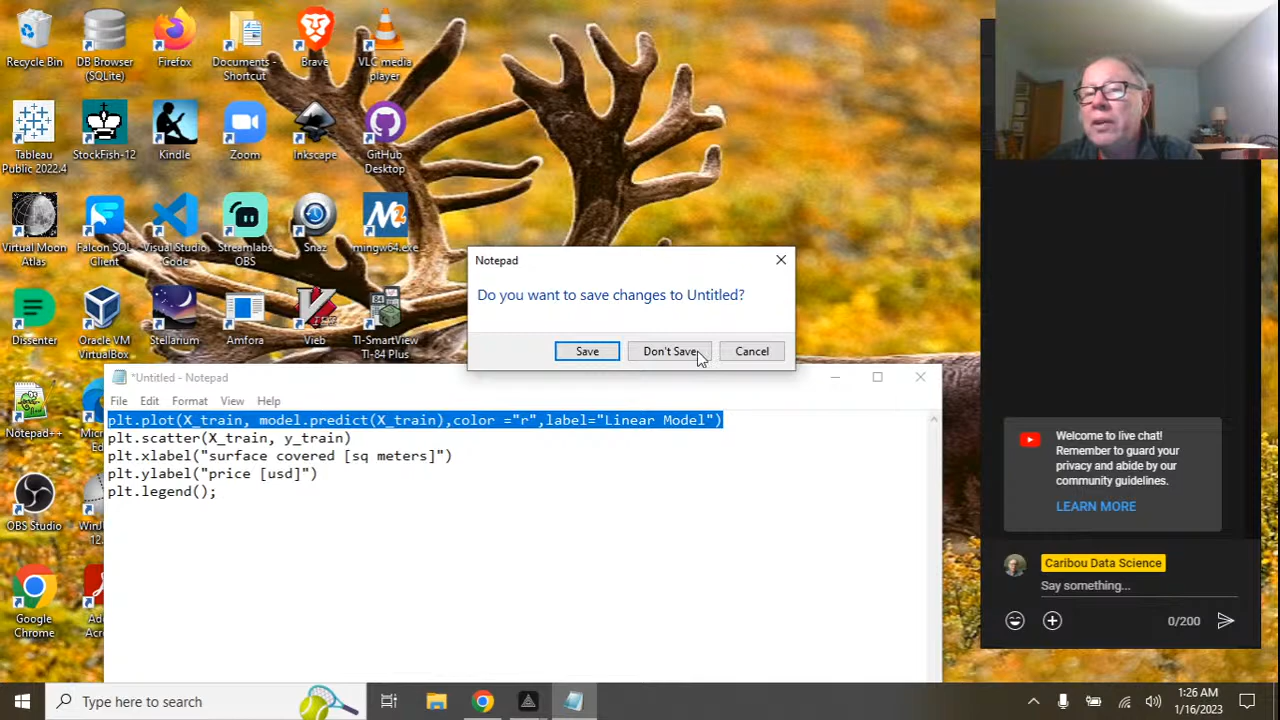 Recycle Bin
DB Browser
(SQLite)
Firefox
Documents -
Shortcut
Brave
VLC media
player
Tableau
Public 2022.4
StockFish-12
Kindle
Zoom
Inkscape
GitHub
Desktop
Virtual Moon
Atlas
Falcon SQL
Client
Visual Studio
Code
Streamlabs
OBS
Snaz
mingw64.exe
Dissenter
Oracle VM
VirtualBox
Stellarium
Amfora
Vieb
TI-SmartView
TI-84 Plus
Notepad++
OBS Studio
Google
Chrome
Notepad
Do you want to save changes to Untitled?
Save
Don't Save
Cancel
*Untitled - Notepad
File Edit Format View Help
plt.plot(X_train, model.predict(X_train),color ="r",label="Linear Model")
plt.scatter(X_train, y_train)
plt.xlabel("surface covered [sq meters]")
plt.ylabel("price [usd]")
plt.legend();
Welcome to live chat!
Remember to guard your
privacy and abide by our
community guidelines.
LEARN MORE
Caribou Data Science
Say something...
0/200
Type here to search
1:26 AM
1/16/2023